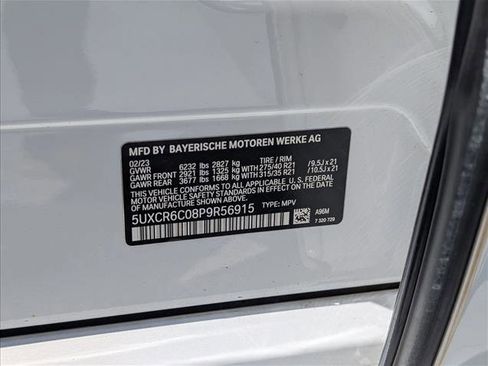 MFD BY BAYERISCHE MOTOREN WERKE AG
02/23
GVWR 6232 lbs 2827 kg TIRE / RIM
GAWR FRONT 2921 lbs 1325 kg WITH 275/40 R21 /9.5J x 21
GAWR REAR 3677 lbs 1668 kg WITH 315/35 R21 /10.5J x 21
THIS VEHICLE CONFORMS TO ALL APPLICABLE U. S. FEDERAL
MOTOR VEHICLE SAFETY STANDARDS IN EFFECT ON THE
DATE OF MANUFACTURE SHOWN ABOVE.
5UXCR6C08P9R56915 TYPE: MPV
A96M
7 320 729